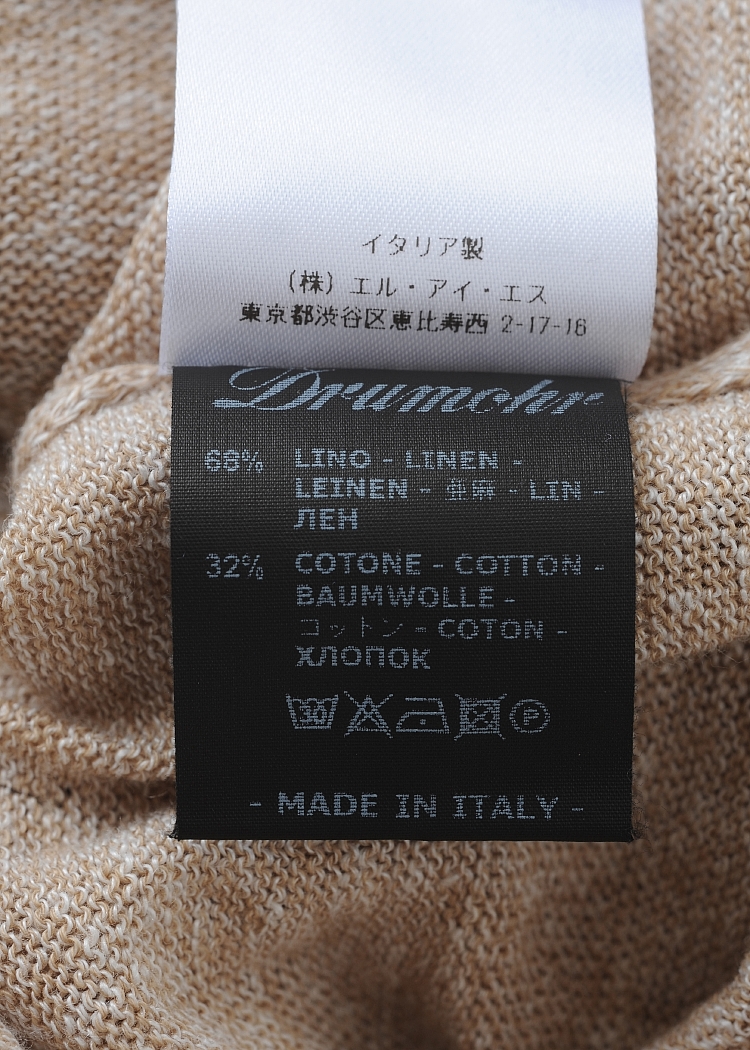 イタリア製
(株) エル・アイ・エス
東京都渋谷区恵比寿西 2-17-16
Drumohr
68% LINO - LINEN -
LEINEN - 亜麻 - LIN -
ЛЕН
32% COTONE - COTTON -
BAUMWOLLE -
コットン - COTON -
ХЛОПОК
P
- MADE IN ITALY -